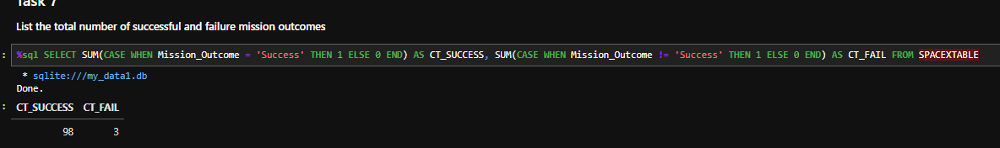 Task 7
List the total number of successful and failure mission outcomes
: %sql SELECT SUM(CASE WHEN Mission_Outcome = 'Success' THEN 1 ELSE 0 END) AS CT_SUCCESS, SUM(CASE WHEN Mission_Outcome != 'Success' THEN 1 ELSE 0 END) AS CT_FAIL FROM SPACEXTABLE
* sqlite:///my_data1.db
Done.
: CT_SUCCESS CT_FAIL
98 3